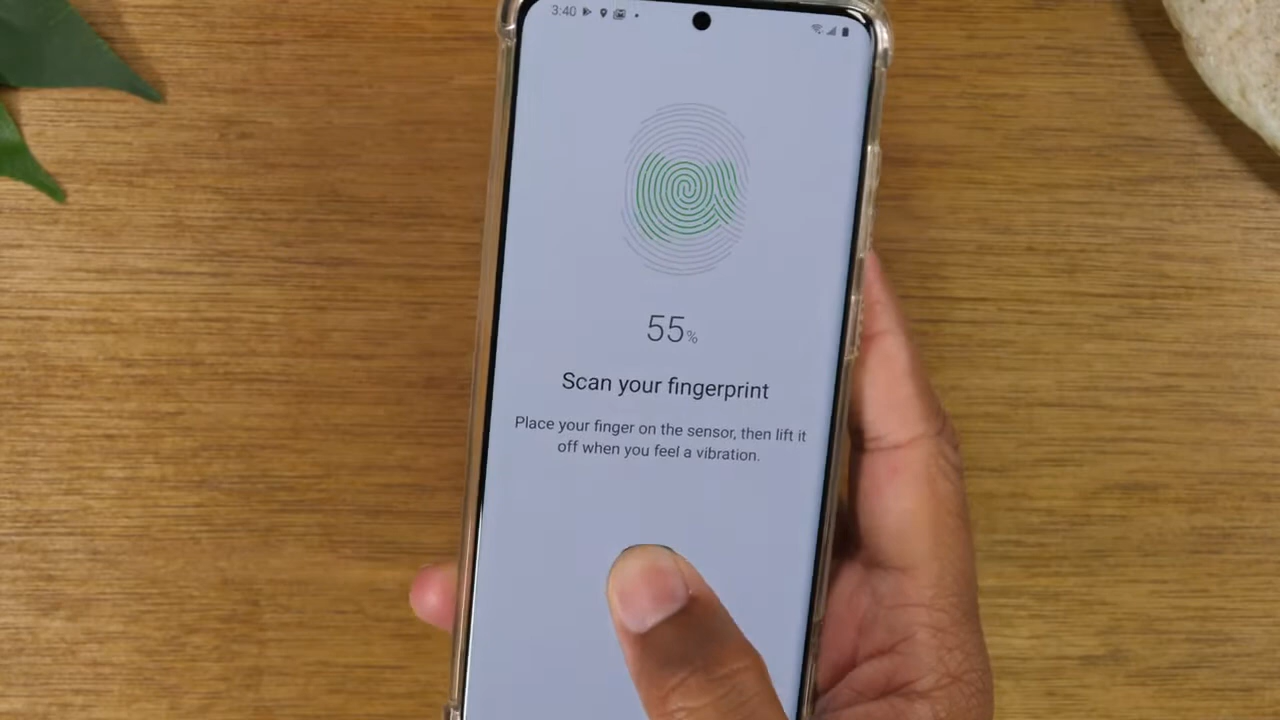 3:40
55%
Scan your fingerprint
Place your finger on the sensor, then lift it
off when you feel a vibration.